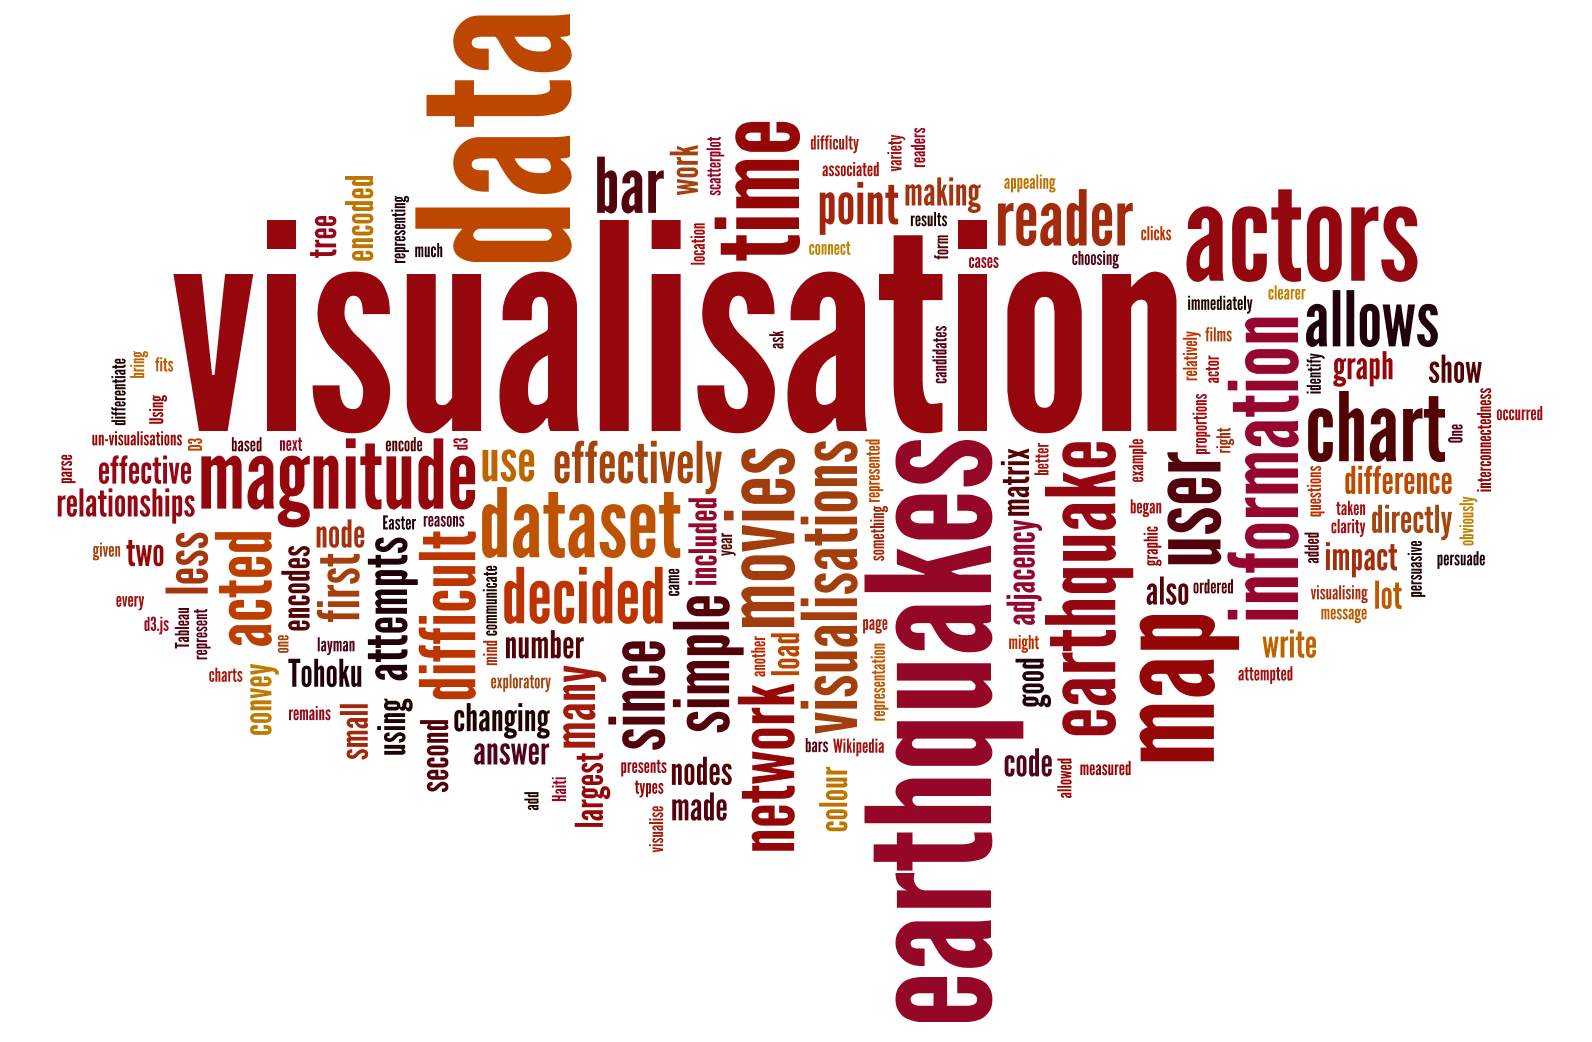 data
visualisation
time
bar
work
scatterplot
difficulty
associated
variety
readers
point
making
results
appealing
reader
clicks
actors
tree
encoded
representing
much
location
connect
form
cases
choosing
immediately
clearer
allows
ask
candidates
relatively
films
actor
information
identify
graph
show
differentiate
bring
fits
Using
un-visualisations
D3
based
next
encode
d3
parse
effective
relationships
magnitude
use
effectively
movies
visualisations
represented
something
earthquakes
matrix
better
adjacency
earthquake
example
proportions
right
user
began
graphic
chart
One
interconnectedness
occurred
questions
difference
taken
clarity
directly
obviously
added
impact
persuasive
persuade
given
two
less
acted
encodes
node
first
Easter
reasons
attempts
difficult
dataset
included
year
communicate
decided
came
simple
also
ordered
visualising
message
lot
every
d3.js
Tableau
represent
one
layman
mind
number
another
load
page
representation
might
good
map
write
attempted
charts
convey
Tohoku
exploratory
remains
small
using
second
changing
answer
many
since
network
bars
Wikipedia
code
allowed
measured
add
Haiti
largest
presents
types
nodes
made
visualise
colour